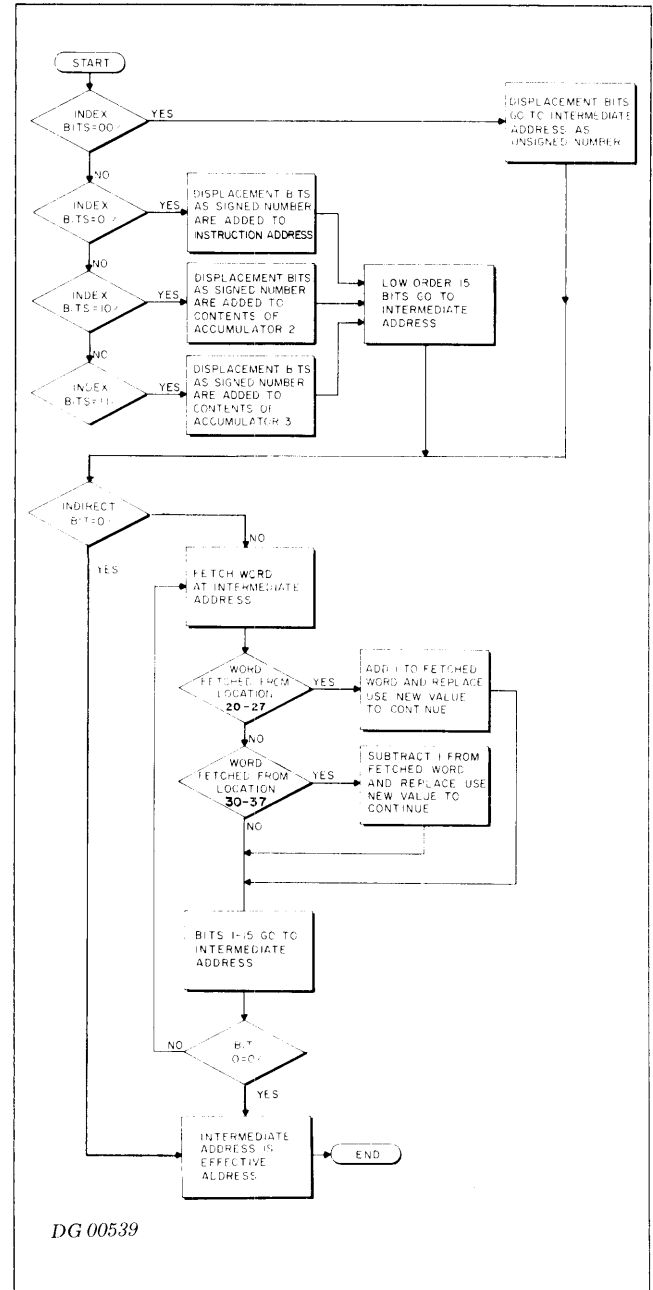 START
INDEX
BITS=00?
YES
DISPLACEMENT BITS
GO TO INTERMEDIATE
ADDRESS AS
UNSIGNED NUMBER
NO
INDEX
BITS=01?
YES
DISPLACEMENT BITS
AS SIGNED NUMBER
ARE ADDED TO
INSTRUCTION ADDRESS
NO
INDEX
BITS=10?
YES
DISPLACEMENT BITS
AS SIGNED NUMBER
ARE ADDED TO
CONTENTS OF
ACCUMULATOR 2
LOW ORDER 15
BITS GO TO
INTERMEDIATE
ADDRESS
NO
INDEX
BITS=11?
YES
DISPLACEMENT BITS
AS SIGNED NUMBER
ARE ADDED TO
CONTENTS OF
ACCUMULATOR 3
INDIRECT
BIT=0?
NO
YES
FETCH WORD
AT INTERMEDIATE
ADDRESS
WORD
FETCHED FROM
LOCATION
20-27
YES
ADD 1 TO FETCHED
WORD AND REPLACE
USE NEW VALUE
TO CONTINUE
NO
WORD
FETCHED FROM
LOCATION
30-37
YES
SUBTRACT 1 FROM
FETCHED WORD
AND REPLACE USE
NEW VALUE TO
CONTINUE
NO
BITS 1-15 GO TO
INTERMEDIATE
ADDRESS
NO
BIT
0=0?
YES
INTERMEDIATE
ADDRESS IS
EFFECTIVE
ADDRESS
END
DG 00539